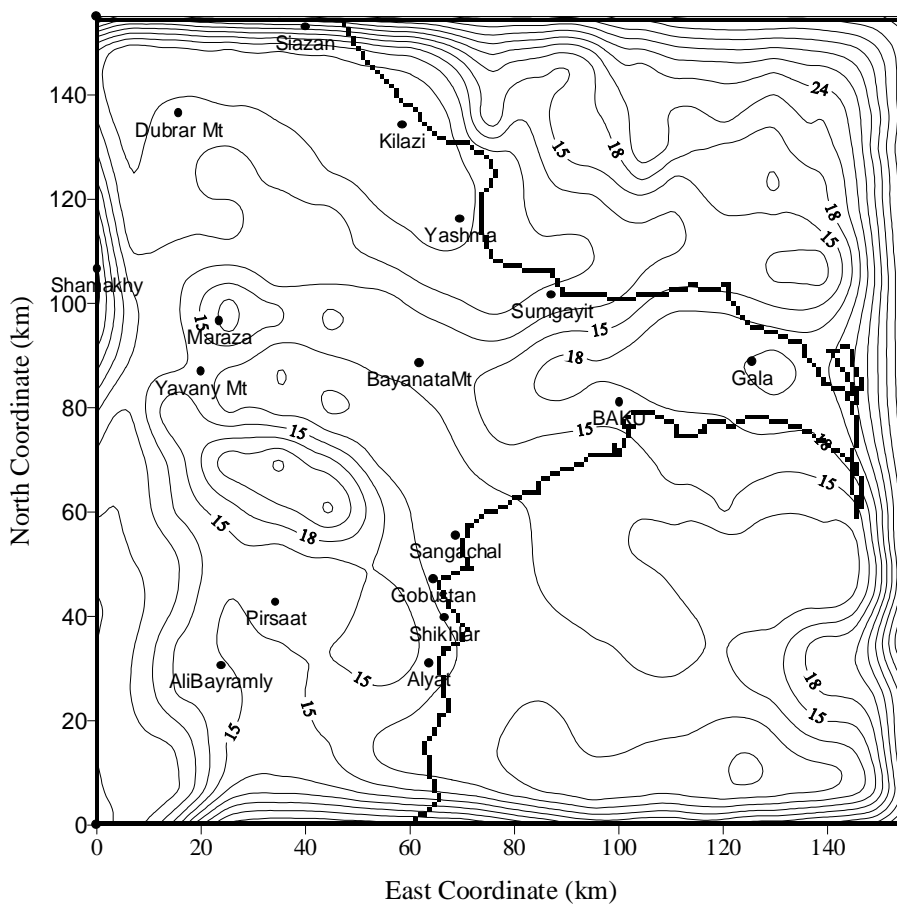 Siazan
140
24
Dubrar Mt
Kilazi
15
18
120
Yashma
18
15
Shamakhy
100
15
Maraza
Sumgayit
15
18
BayanataMt
Gala
Yavany Mt
80
15
BAKU
15
18
15
60
15
18
Sangachal
Gobustan
40
Pirsaat
Shikhlar
AliBayramly
15
Alyat
18
15
15
20
15
0
0
20
40
60
80
100
120
140
North Coordinate (km)
East Coordinate (km)